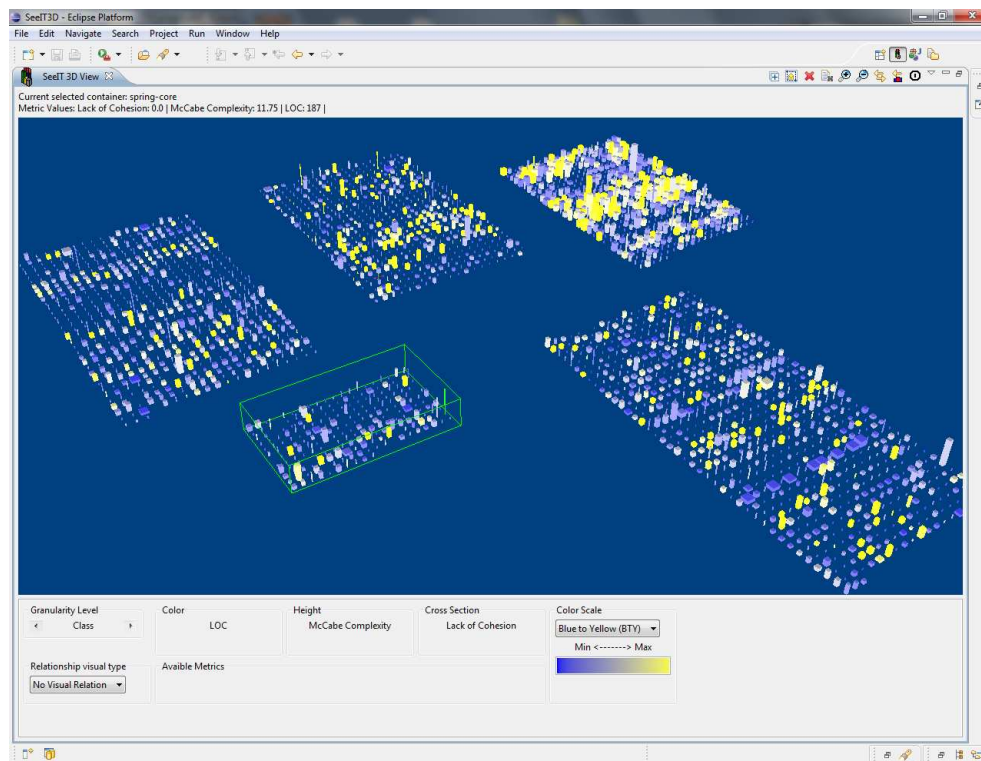 SeeIT3D - Eclipse Platform
File Edit Navigate Search Project Run Window Help
SeeIT 3D View
Current selected container: spring-core
Metric Values: Lack of Cohesion: 0.0 | McCabe Complexity: 11.75 | LOC: 187 |
Granularity Level Color Height Cross Section Color Scale
< Class > LOC McCabe Complexity Lack of Cohesion Blue to Yellow (BTY)
Min <-------> Max
Relationship visual type Avaible Metrics
No Visual Relation